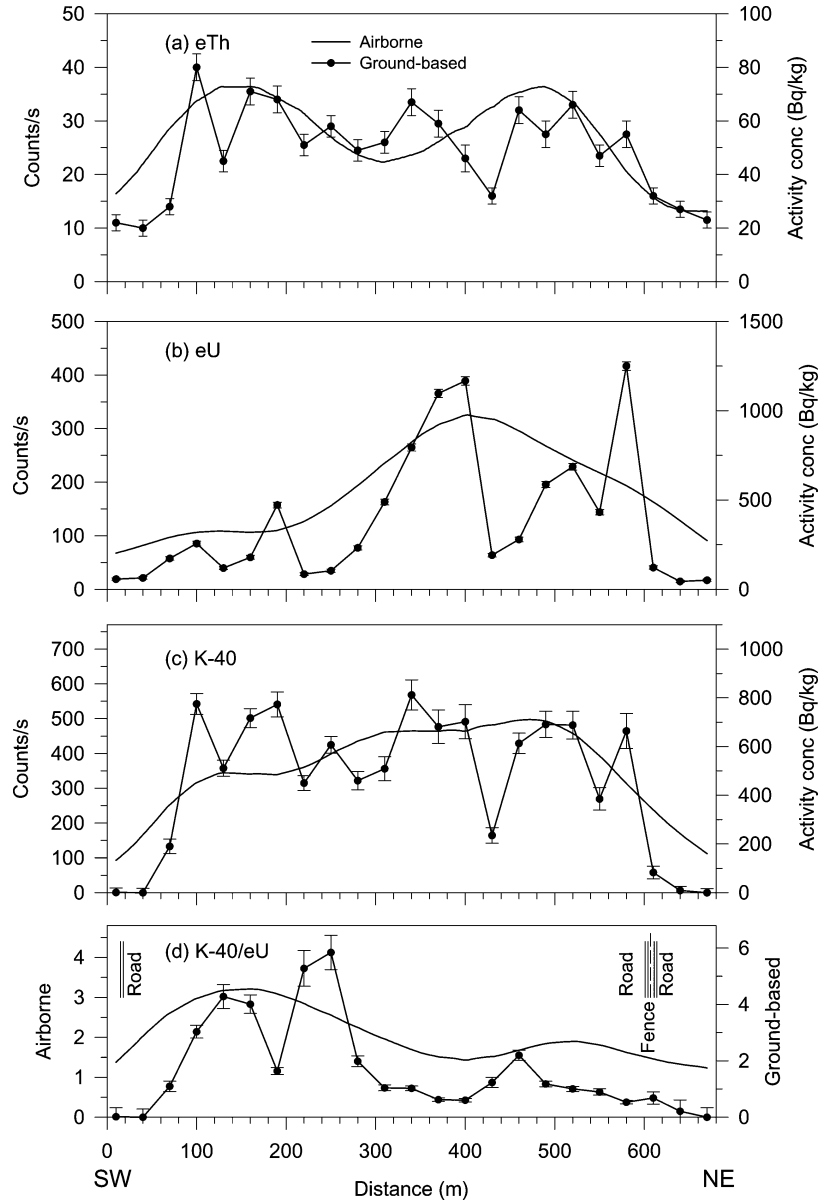 (a) eTh
Airborne
Ground-based
Counts/s
Activity conc (Bq/kg)
50
40
30
20
10
0
100
80
60
40
20
0
(b) eU
Counts/s
Activity conc (Bq/kg)
500
400
300
200
100
0
1500
1000
500
0
(c) K-40
Counts/s
Activity conc (Bq/kg)
700
600
500
400
300
200
100
0
1000
800
600
400
200
0
(d) K-40/eU
Airborne
Ground-based
4
3
2
1
0
6
4
2
0
Road
Road
Fence
Road
0 100 200 300 400 500 600
SW Distance (m) NE